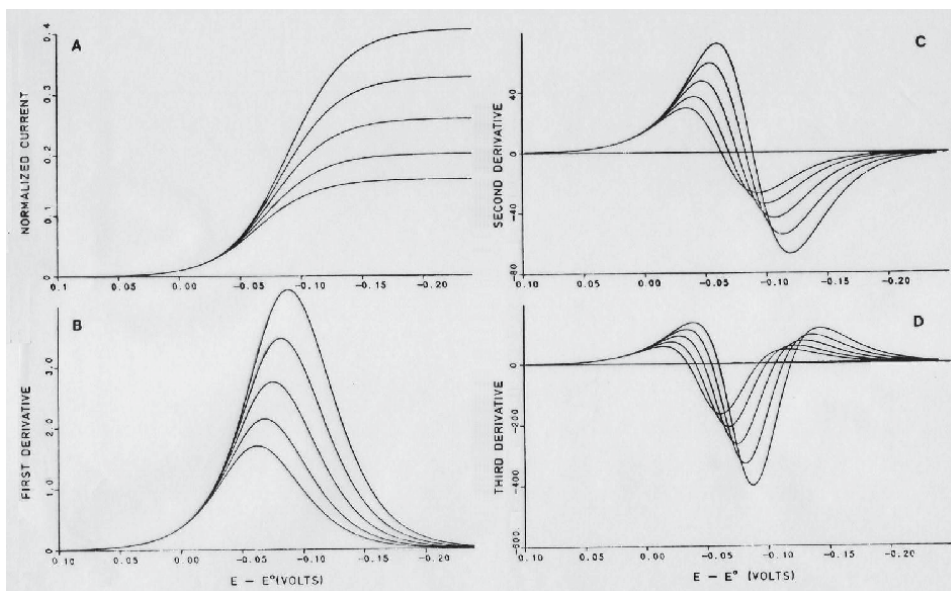 A
NORMALIZED CURRENT
0.4
0.3
0.2
0.1
0
0.10 0.05 0.00 -0.05 -0.10 -0.15 -0.20
B
FIRST DERIVATIVE
3.0
2.0
1.0
0
0.10 0.05 0.00 -0.05 -0.10 -0.15 -0.20
E - E° (VOLTS)
C
SECOND DERIVATIVE
40
0
-40
-80
0.10 0.05 0.00 -0.05 -0.10 -0.15 -0.20
D
THIRD DERIVATIVE
0
-200
-400
-600
0.10 0.05 0.00 -0.05 -0.10 -0.15 -0.20
E - E° (VOLTS)